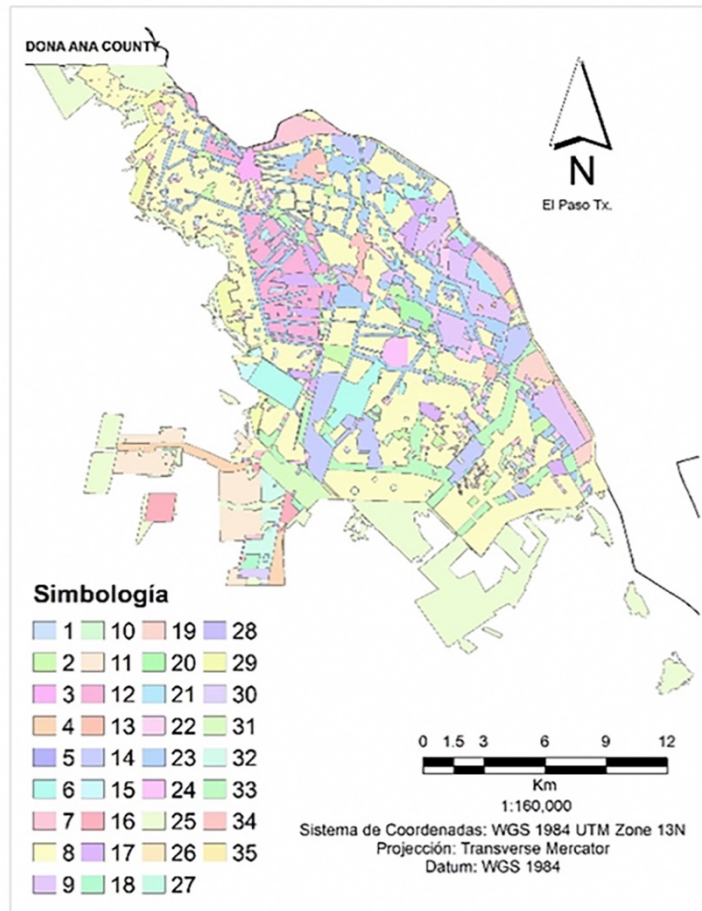 DONA ANA COUNTY
N
El Paso Tx.
Simbología
1 10 19 28
2 11 20 29
3 12 21 30
4 13 22 31
5 14 23 32
6 15 24 33
7 16 25 34
8 17 26 35
9 18 27
0 1.5 3 6 9 12
Km
1:160,000
Sistema de Coordenadas: WGS 1984 UTM Zone 13N
Projección: Transverse Mercator
Datum: WGS 1984